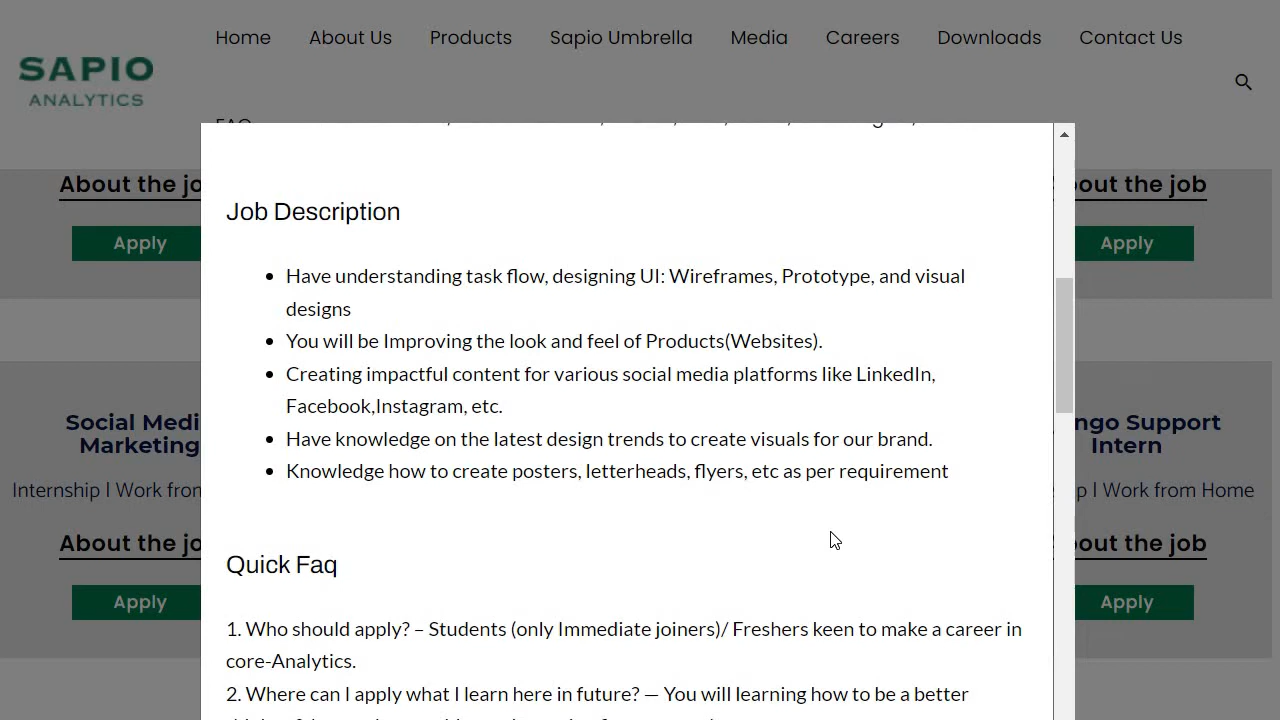 Home About Us Products Sapio Umbrella Media Careers Downloads Contact Us
SAPIO
ANALYTICS
About the jo
Apply
Social Medi
Marketing
Internship I Work from
About the jo
Apply
Job Description
Have understanding task flow, designing UI: Wireframes, Prototype, and visual
designs
You will be Improving the look and feel of Products(Websites).
Creating impactful content for various social media platforms like LinkedIn,
Facebook,Instagram, etc.
Have knowledge on the latest design trends to create visuals for our brand.
Knowledge how to create posters, letterheads, flyers, etc as per requirement
Quick Faq
1. Who should apply? – Students (only Immediate joiners)/ Freshers keen to make a career in
core-Analytics.
2. Where can I apply what I learn here in future? — You will learning how to be a better
out the job
Apply
ngo Support
Intern
p I Work from Home
out the job
Apply